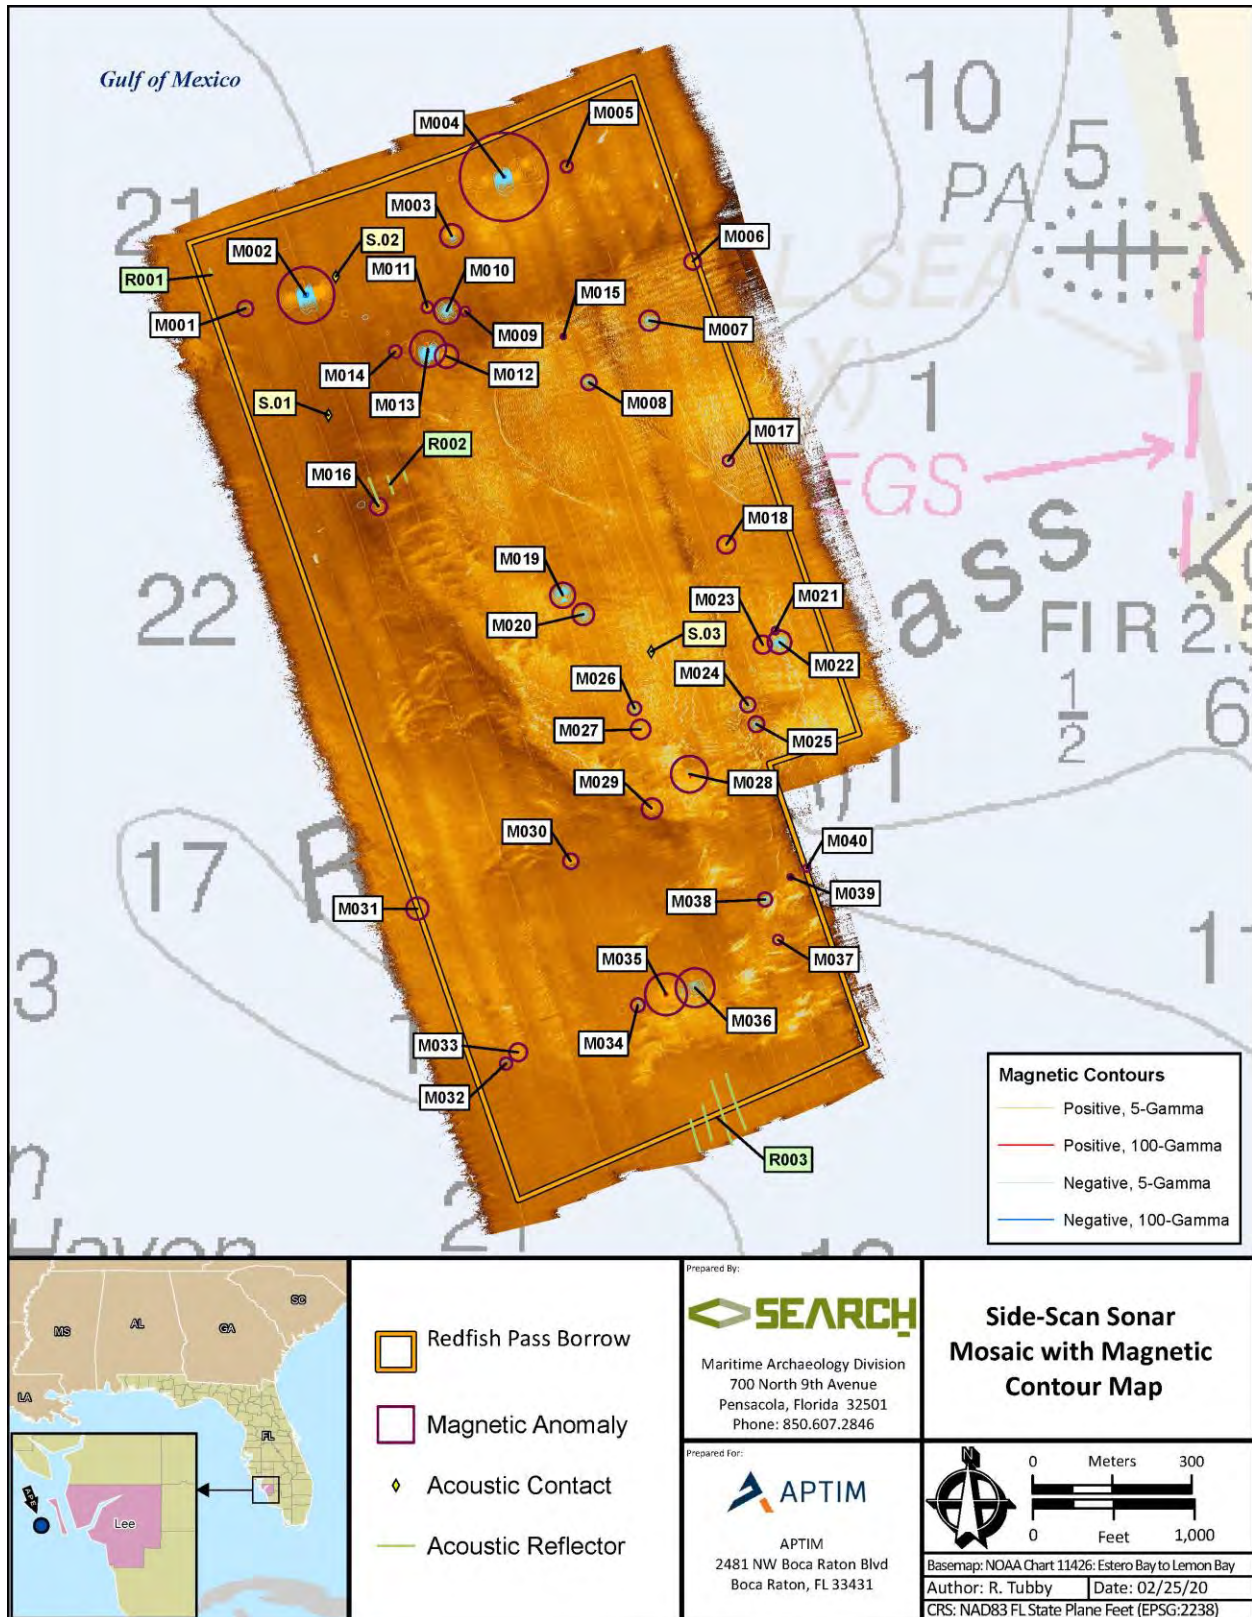 Gulf of Mexico
10
PA
5
21
M004
M005
M003
S.02
M002
M011
M010
M006
R001
M015
M001
M009
M007
M014
M012
M013
M008
S.01
1
R002
M017
M016
EGS
M018
M019
22
M023
M021
ass
FI R 2.5
M020
S.03
M022
M026
M024
1
2
6
M027
M025
M028
M029
M030
M040
17
M039
M038
M031
M037
M035
3
M036
M034
M033
M032
R003
Magnetic Contours
Positive, 5-Gamma
Positive, 100-Gamma
Negative, 5-Gamma
Negative, 100-Gamma
MS
AL
GA
SC
LA
FL
APE
Lee
Redfish Pass Borrow
Magnetic Anomaly
Acoustic Contact
Acoustic Reflector
Prepared By:
SEARCH
Maritime Archaeology Division
700 North 9th Avenue
Pensacola, Florida 32501
Phone: 850.607.2846
Prepared For:
APTIM
APTIM
2481 NW Boca Raton Blvd
Boca Raton, FL 33431
Side-Scan Sonar
Mosaic with Magnetic
Contour Map
N
0 Meters 300
0 Feet 1,000
Basemap: NOAA Chart 11426: Estero Bay to Lemon Bay
Author: R. Tubby Date: 02/25/20
CRS: NAD83 FL State Plane Feet (EPSG:2238)